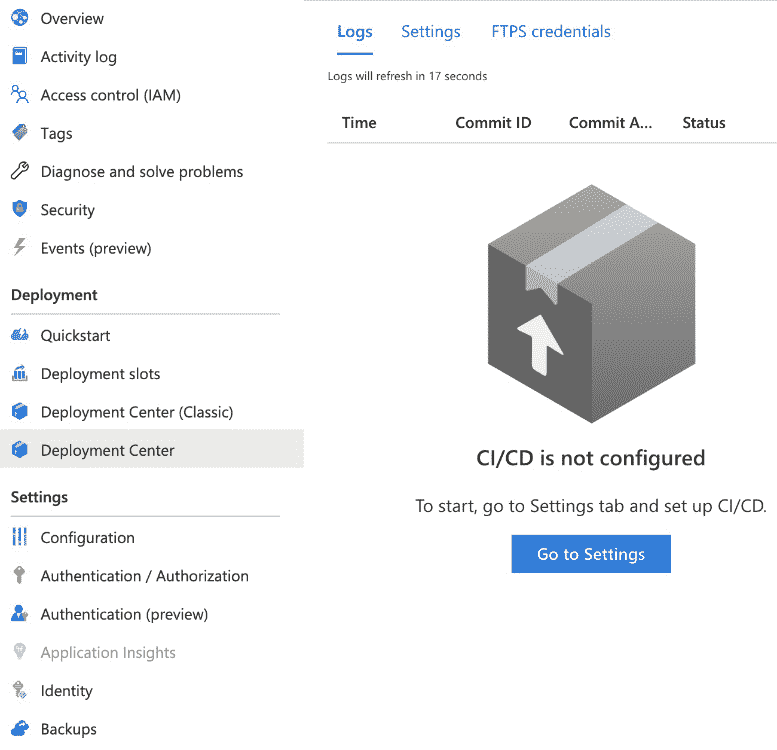 Overview
Activity log
Access control (IAM)
Tags
Diagnose and solve problems
Security
Events (preview)
Deployment
Quickstart
Deployment slots
Deployment Center (Classic)
Deployment Center
Settings
Configuration
Authentication / Authorization
Authentication (preview)
Application Insights
Identity
Backups
Logs Settings FTPS credentials
Logs will refresh in 17 seconds
Time Commit ID Commit A... Status
CI/CD is not configured
To start, go to Settings tab and set up CI/CD.
Go to Settings